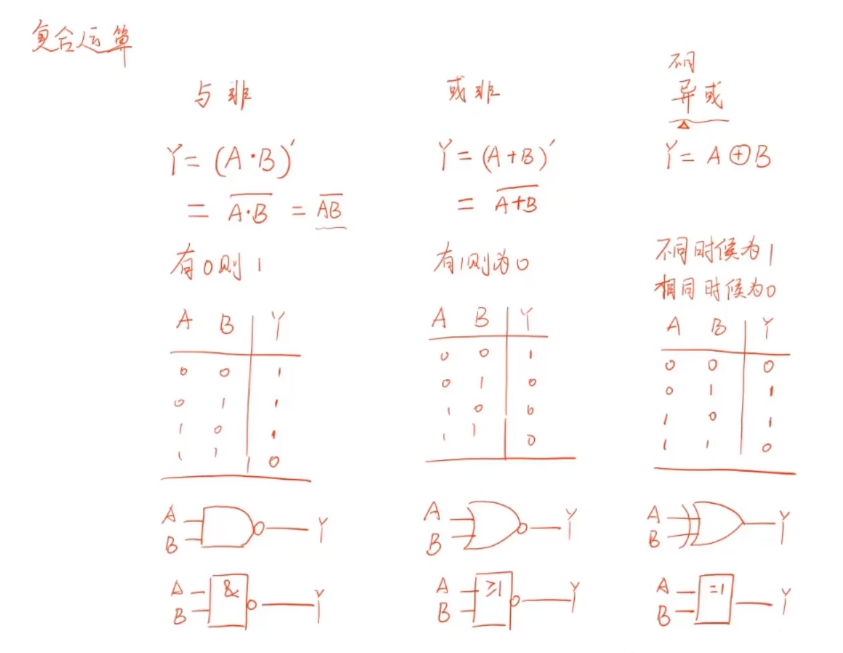 复合运算
与非
Y = (A·B)′
= \overline{A·B} = \overline{AB}
有0则1
A B Y
0 0 1
0 1 1
1 0 1
1 1 0
A
B
Y
A
B
&
Y
或非
Y = (A+B)′
= \overline{A+B}
有1则为0
A B Y
0 0 1
0 1 0
1 0 0
1 1 0
A
B
Y
A
B
≥1
Y
不同
异或
Y = A⊕B
不同时候为1
相同时候为0
A B Y
0 0 0
0 1 1
1 0 1
1 1 0
A
B
Y
A
B
=1
Y